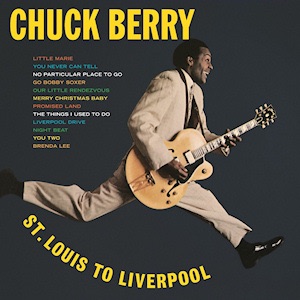 CHUCK BERRY
LITTLE MARIE
YOU NEVER CAN TELL
NO PARTICULAR PLACE TO GO
GO BOBBY SOXER
OUR LITTLE RENDEZVOUS
MERRY CHRISTMAS BABY
PROMISED LAND
THE THINGS I USED TO DO
LIVERPOOL DRIVE
NIGHT BEAT
YOU TWO
BRENDA LEE
ST. LOUIS TO LIVERPOOL